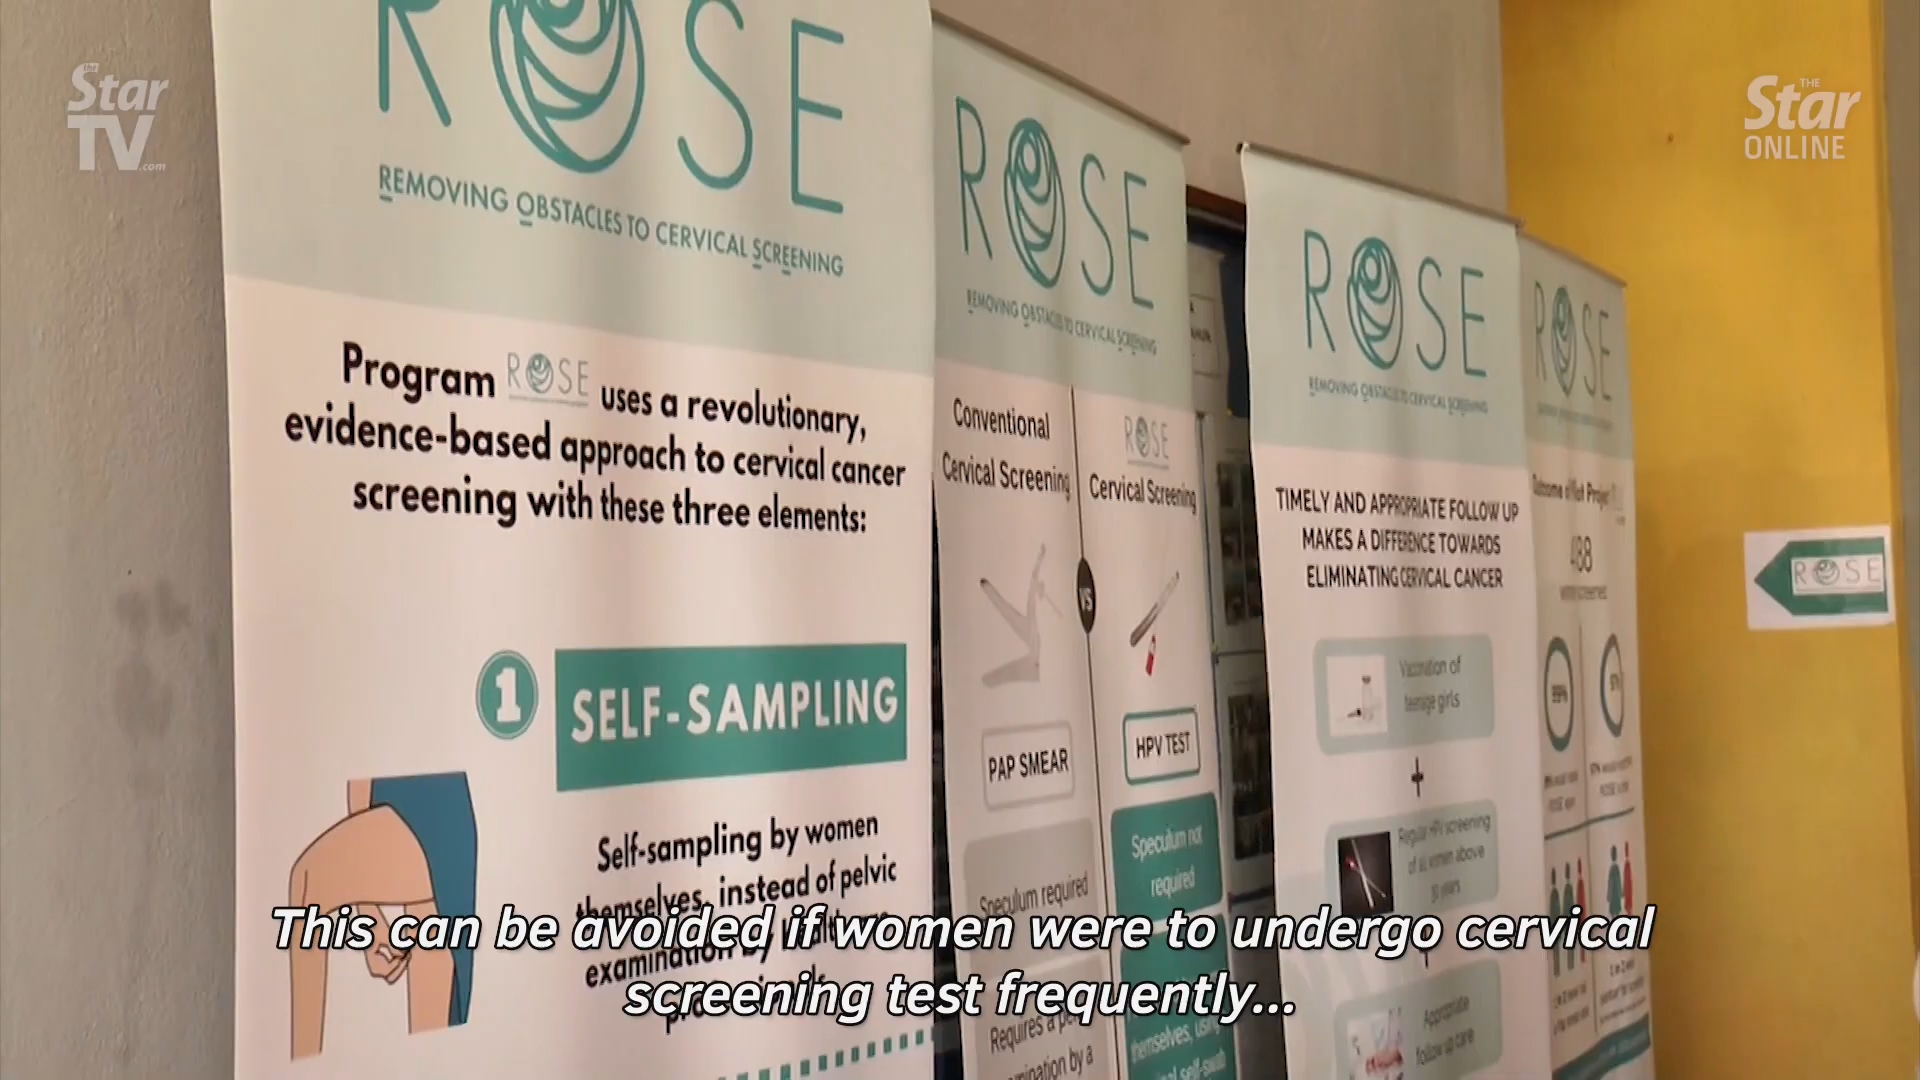 the
Star
TV
.com
THE
Star
ONLINE
ROSE
REMOVING OBSTACLES TO CERVICAL SCREENING
Program ROSE uses a revolutionary,
evidence-based approach to cervical cancer
screening with these three elements:
1
SELF-SAMPLING
Self-sampling by women
themselves, instead of pelvic
examination by
ROSE
REMOVING OBSTACLES TO CERVICAL SCREENING
Conventional
Cervical Screening
VS
ROSE
Cervical Screening
PAP SMEAR
HPV TEST
Speculum required
Speculum not
required
Requires a
by a
themselves, using
self-swab
ROSE
REMOVING OBSTACLES TO CERVICAL SCREENING
TIMELY AND APPROPRIATE FOLLOW UP
MAKES A DIFFERENCE TOWARDS
ELIMINATING CERVICAL CANCER
Vaccination of
teenage girls
+
Regular HPV screening
of all women above
30 years
Appropriate
follow up care
ROSE
Outcome of Pilot Project
488
ROSE
This can be avoided if women were to undergo cervical
screening test frequently...